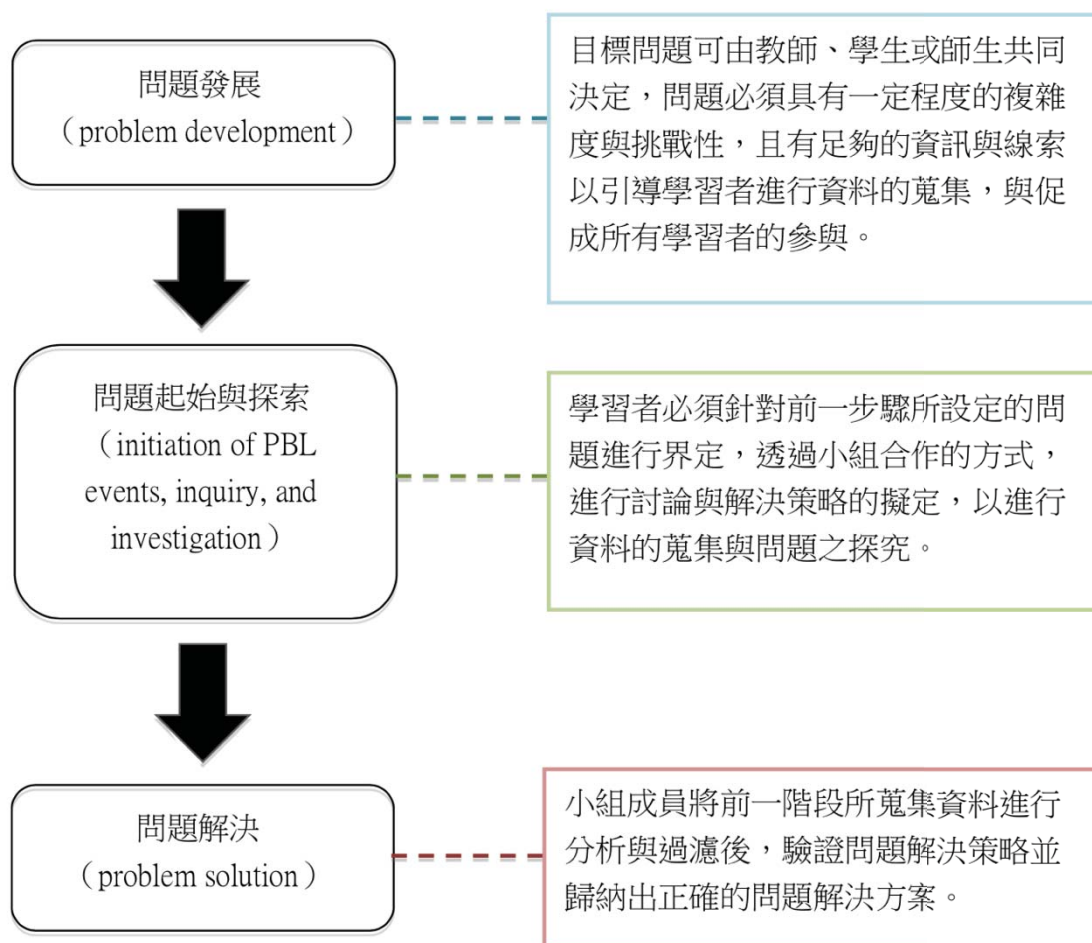 問題發展
（problem development）
目標問題可由教師、學生或師生共同
決定，問題必須具有一定程度的複雜
度與挑戰性，且有足夠的資訊與線索
以引導學習者進行資料的蒐集，與促
成所有學習者的參與。
問題起始與探索
（initiation of PBL
events, inquiry, and
investigation）
學習者必須針對前一步驟所設定的問
題進行界定，透過小組合作的方式，
進行討論與解決策略的擬定，以進行
資料的蒐集與問題之探究。
問題解決
（problem solution）
小組成員將前一階段所蒐集資料進行
分析與過濾後，驗證問題解決策略並
歸納出正確的問題解決方案。